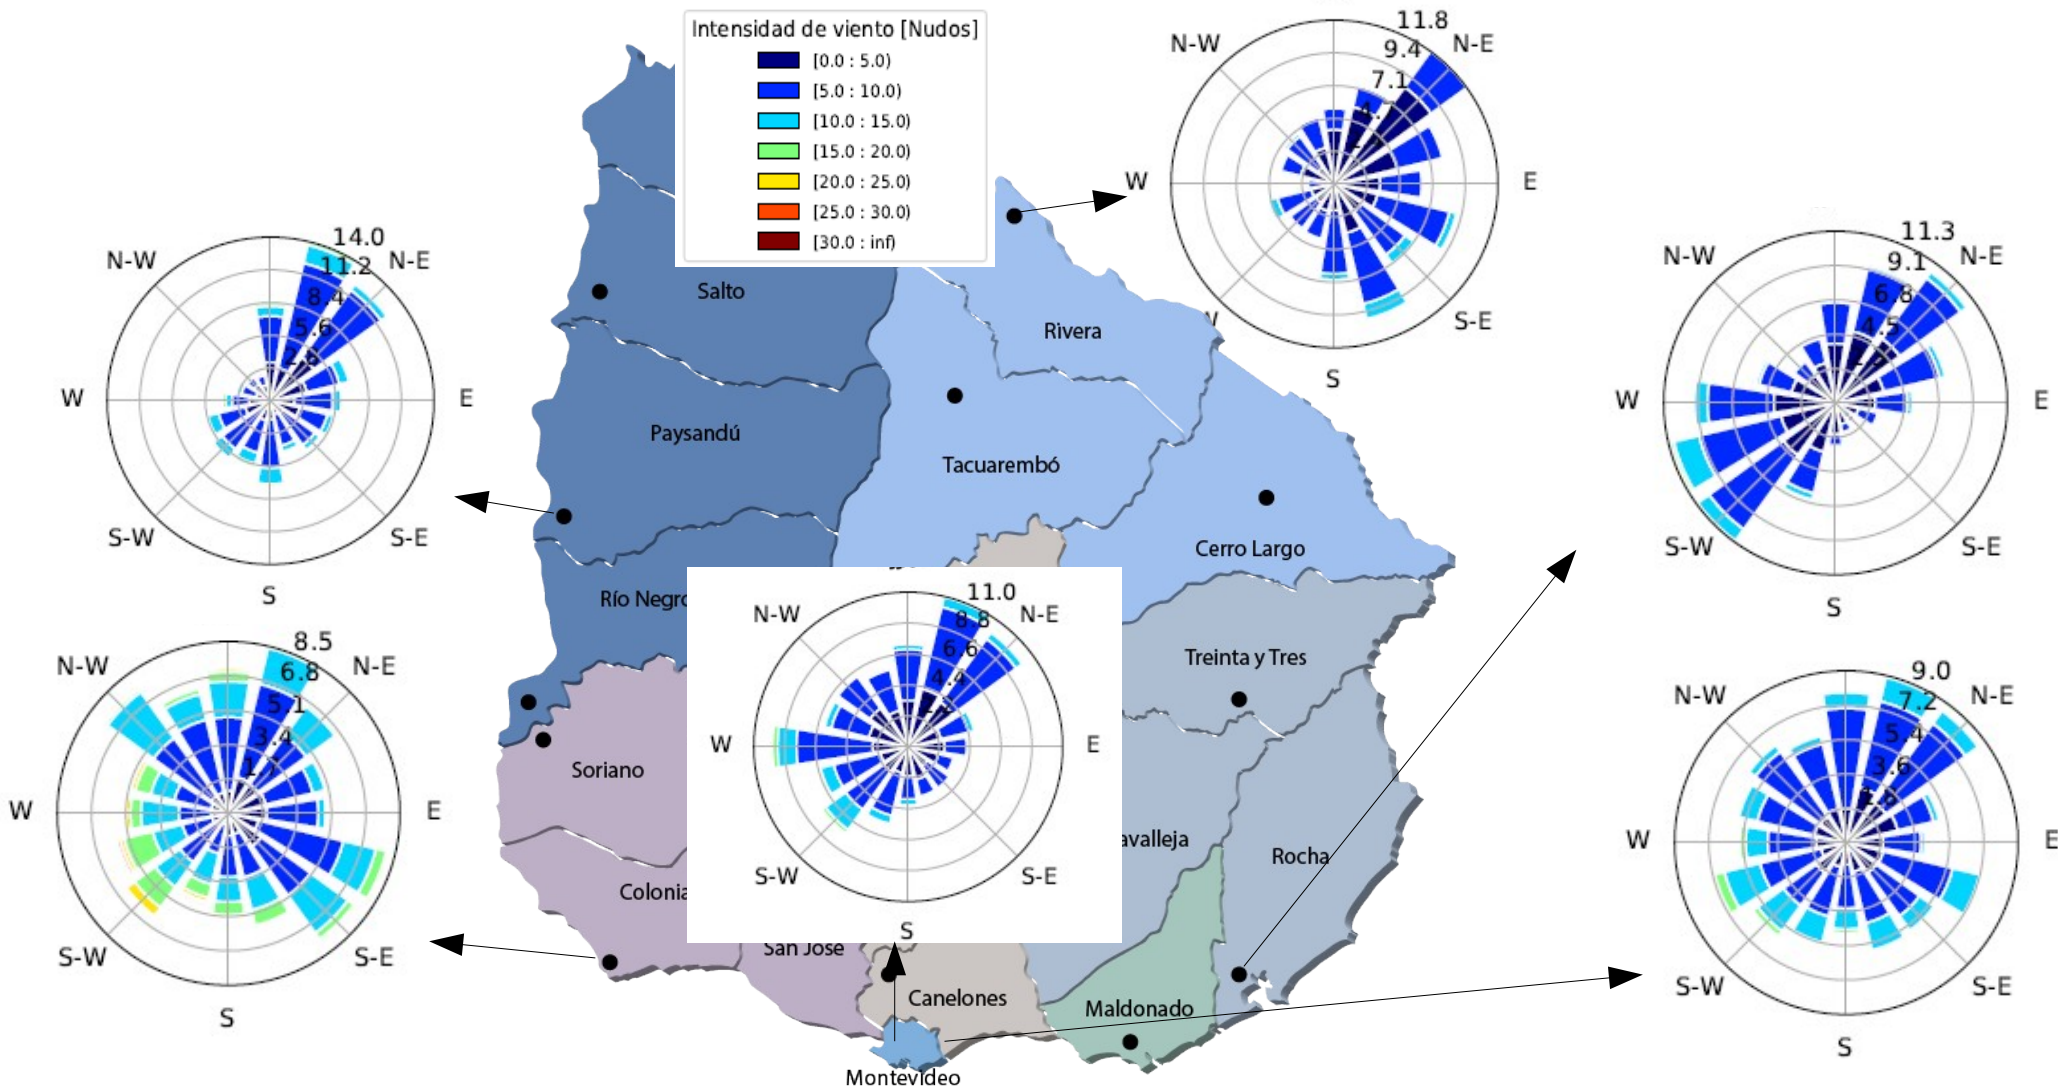 Intensidad de viento [Nudos]
[0.0 : 5.0)
[5.0 : 10.0)
[10.0 : 15.0)
[15.0 : 20.0)
[20.0 : 25.0)
[25.0 : 30.0)
[30.0 : inf)
11.8
9.4
7.1
N-W
N-E
W
E
S-E
S
14.0
11.2
8.4
5.6
N-W
N-E
W
E
S-W
S-E
S
11.3
9.1
6.8
4.5
N-W
N-E
W
E
S-W
S-E
S
8.5
6.8
5.1
3.4
N-W
N-E
W
E
S-W
S-E
S
11.0
8.8
6.6
4.4
N-W
N-E
W
E
S-W
S-E
S
9.0
7.2
5.4
3.6
1.8
N-W
N-E
W
E
S-W
S-E
S
Salto
Rivera
Paysandú
Tacuarembó
Cerro Largo
Río Negro
Treinta y Tres
Soriano
avalleja
Rocha
Colonia
San José
Canelones
Maldonado
Montevideo